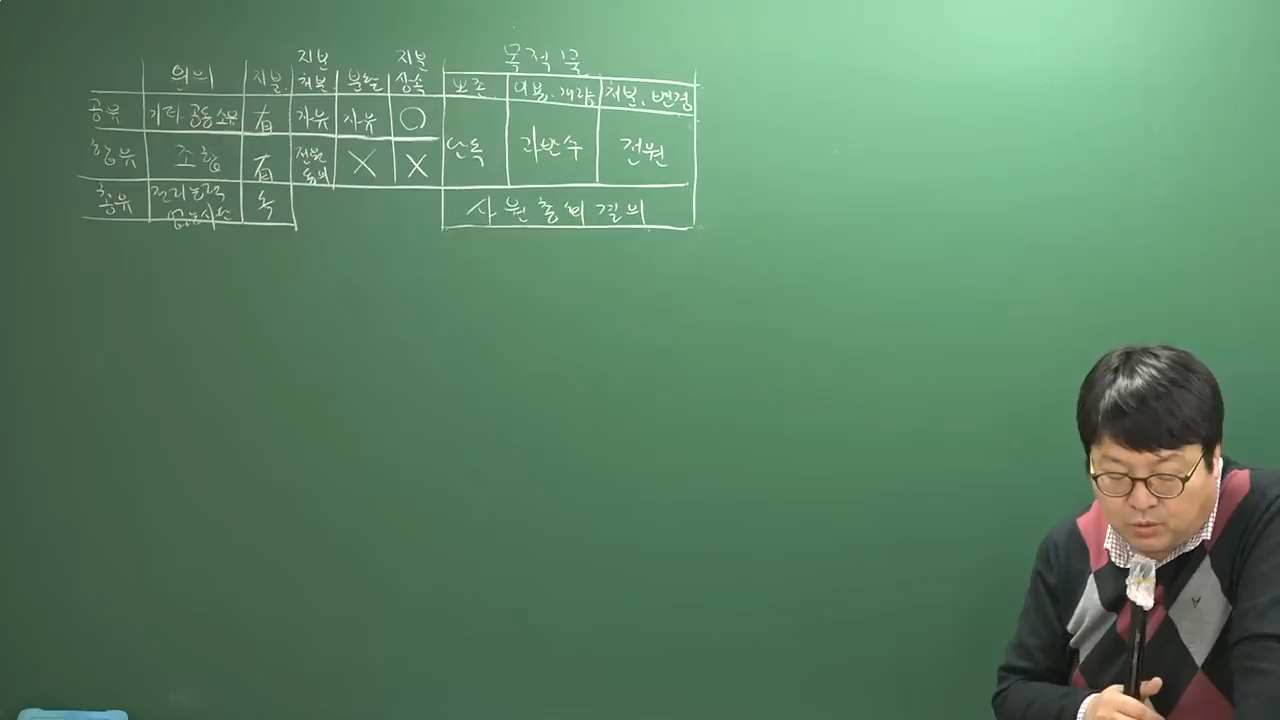 목적물
의의 지분 지분처분 분할 지분상속 보존 이용.개량 처분.변경
공유 기타 공동소유 有 자유 자유 ○
합유 조합 有 전원동의 X X 단독 과반수 전원
총유 권리능력없는사단 사원총회결의